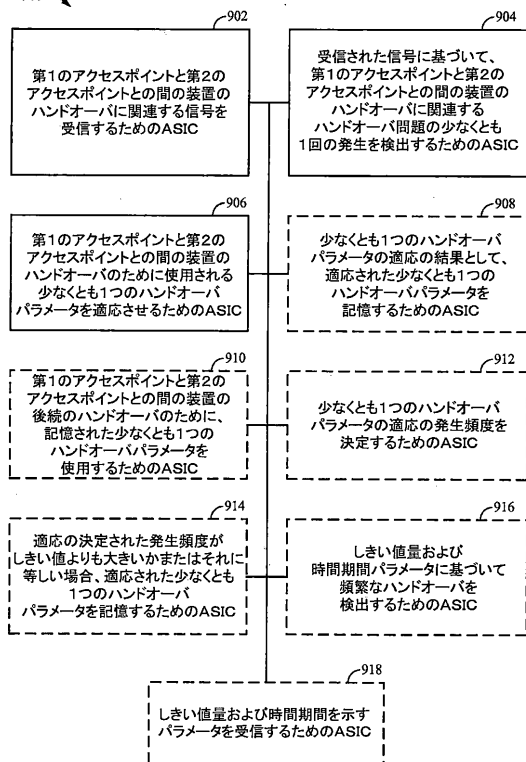 902
第1のアクセスポイントと第2の
アクセスポイントとの間の装置の
ハンドオーバに関連する信号を
受信するためのASIC
904
受信された信号に基づいて、
第1のアクセスポイントと第2の
アクセスポイントとの間の装置の
ハンドオーバに関連する
ハンドオーバ問題の少なくとも
1回の発生を検出するためのASIC
906
第1のアクセスポイントと第2の
アクセスポイントとの間の装置の
ハンドオーバのために使用される
少なくとも1つのハンドオーバ
パラメータを適応させるためのASIC
908
少なくとも1つのハンドオーバ
パラメータの適応の結果として、
適応された少なくとも1つの
ハンドオーバパラメータを
記憶するためのASIC
910
第1のアクセスポイントと第2の
アクセスポイントとの間の装置の
後続のハンドオーバのために、
記憶された少なくとも1つの
ハンドオーバパラメータを
使用するためのASIC
912
少なくとも1つのハンドオーバ
パラメータの適応の発生頻度を
決定するためのASIC
914
適応の決定された発生頻度が
しきい値よりも大きいかまたはそれに
等しい場合、適応された少なくとも
1つのハンドオーバ
パラメータを記憶するためのASIC
916
しきい値量および
時間期間パラメータに基づいて
頻繁なハンドオーバを
検出するためのASIC
918
しきい値量および時間期間を示す
パラメータを受信するためのASIC